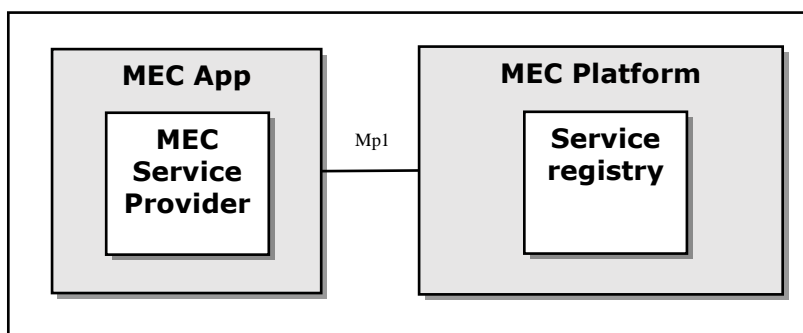 MEC App
MEC
Service
Provider
Mp1
MEC Platform
Service
registry